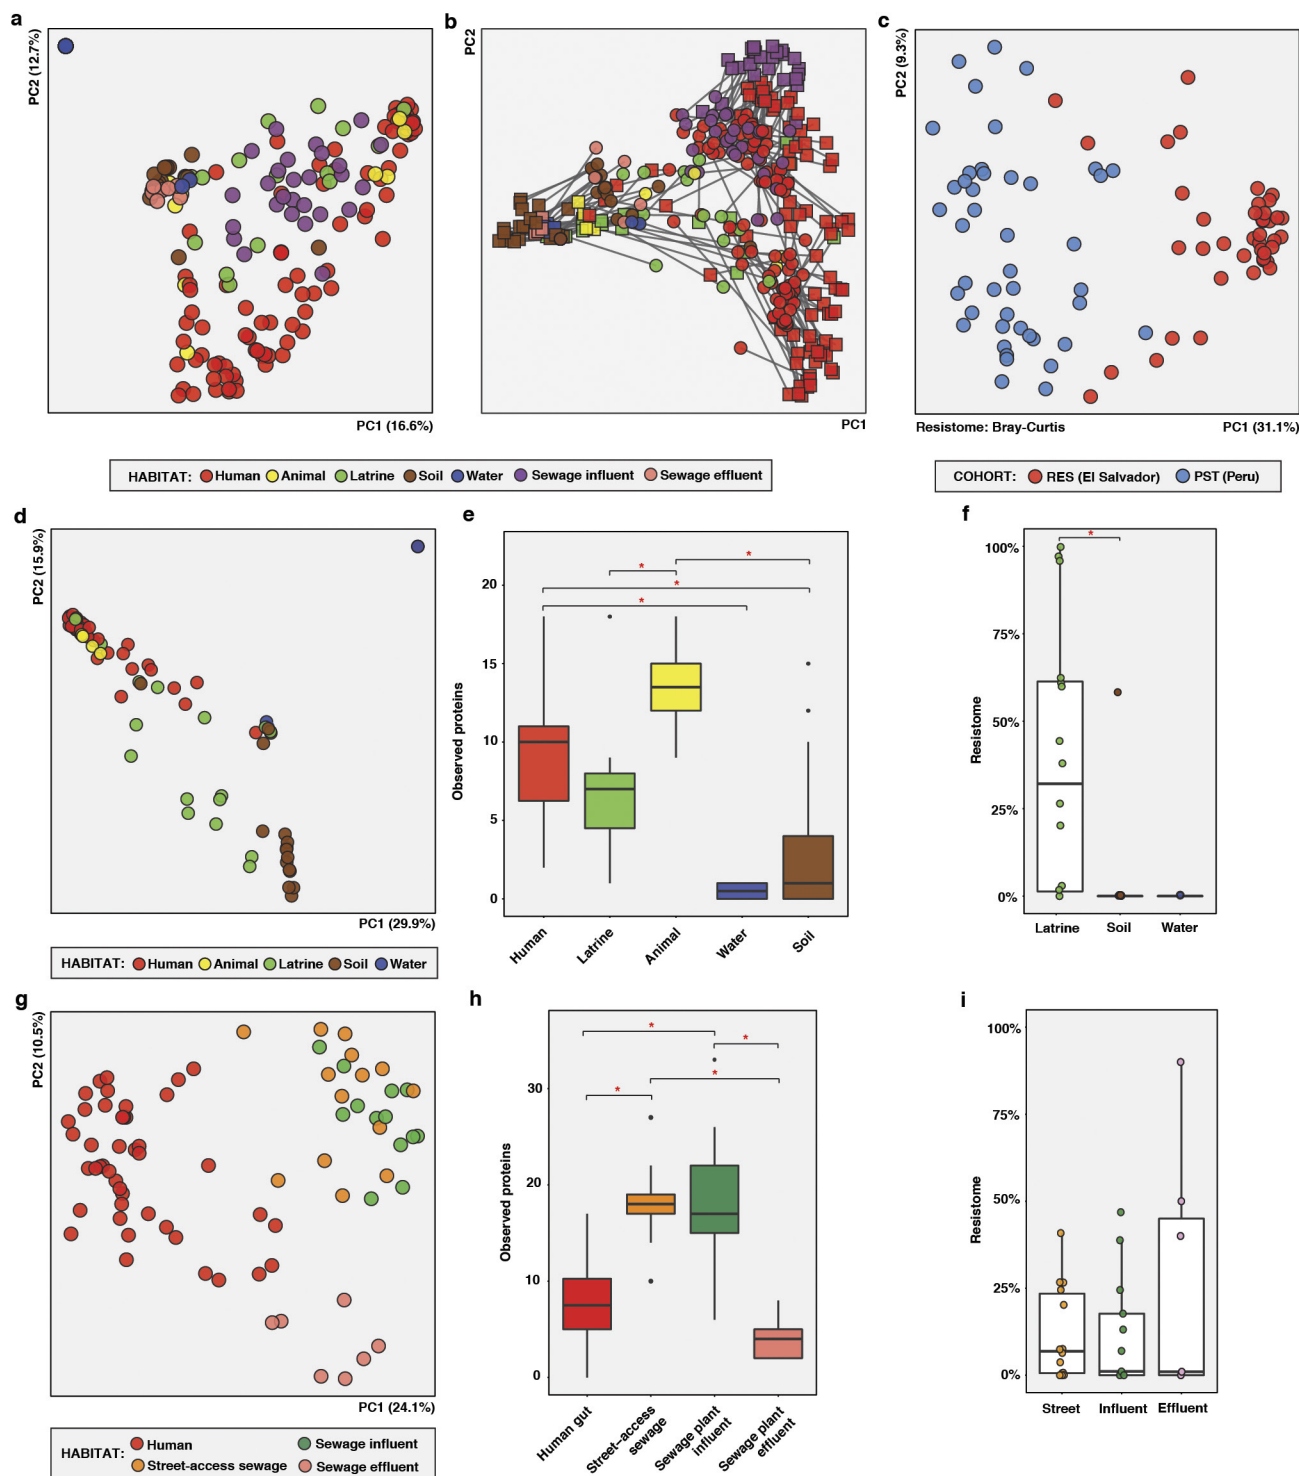 a
PC2 (12.7%)
PC1 (16.6%)
b
PC2
PC1
c
PC2 (9.3%)
Resistome: Bray-Curtis
PC1 (31.1%)
HABITAT: Human Animal Latrine Soil Water Sewage influent Sewage effluent
COHORT: RES (El Salvador) PST (Peru)
d
PC2 (15.9%)
PC1 (29.9%)
HABITAT: Human Animal Latrine Soil Water
e
Observed proteins
20
15
10
5
0
* * * *
Human Latrine Animal Water Soil
f
Resistome
100%
75%
50%
25%
0%
*
Latrine Soil Water
g
PC2 (10.5%)
PC1 (24.1%)
HABITAT: Human Sewage influent
Street-access sewage Sewage effluent
h
Observed proteins
30
20
10
0
* * * *
Human gut
Street–access
sewage
Sewage plant
influent
Sewage plant
effluent
i
Resistome
100%
75%
50%
25%
0%
Street Influent Effluent